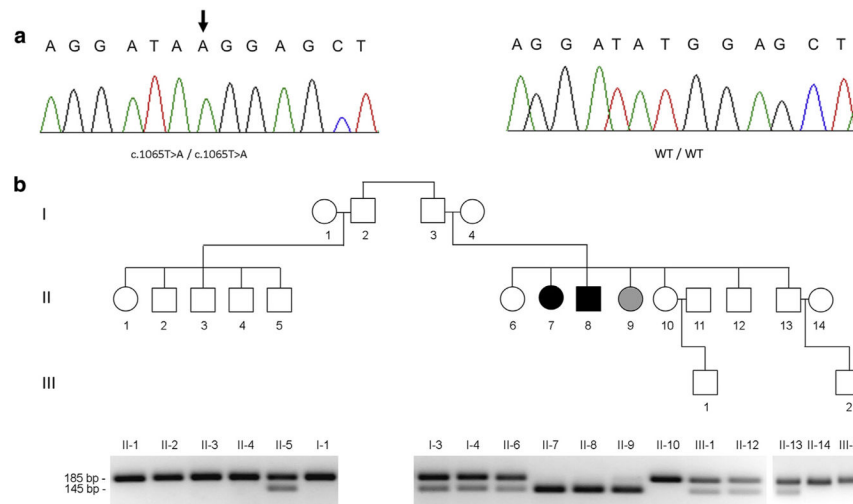 a
A G G A T A A G G A G C T
A G G A T A T G G A G C T
c.1065T>A / c.1065T>A
WT / WT
b
I
1 2 3 4
II
1 2 3 4 5 6 7 8 9 10 11 12 13 14
III
1 2
II-1 II-2 II-3 II-4 II-5 I-1 I-3 I-4 II-6 II-7 II-8 II-9 II-10 III-1 II-12 II-13 II-14
185 bp -
145 bp -